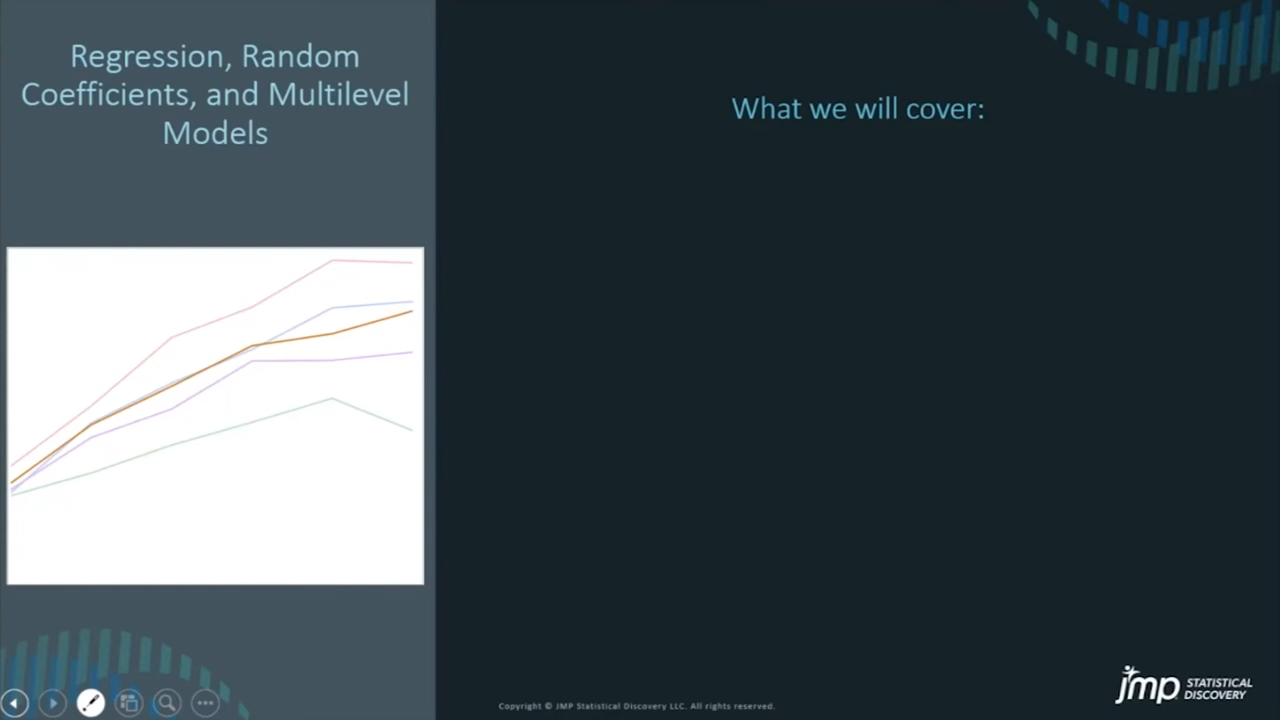 Regression, Random
Coefficients, and Multilevel
Models
What we will cover:
Copyright © JMP Statistical Discovery LLC. All rights reserved.
jmp STATISTICAL
DISCOVERY